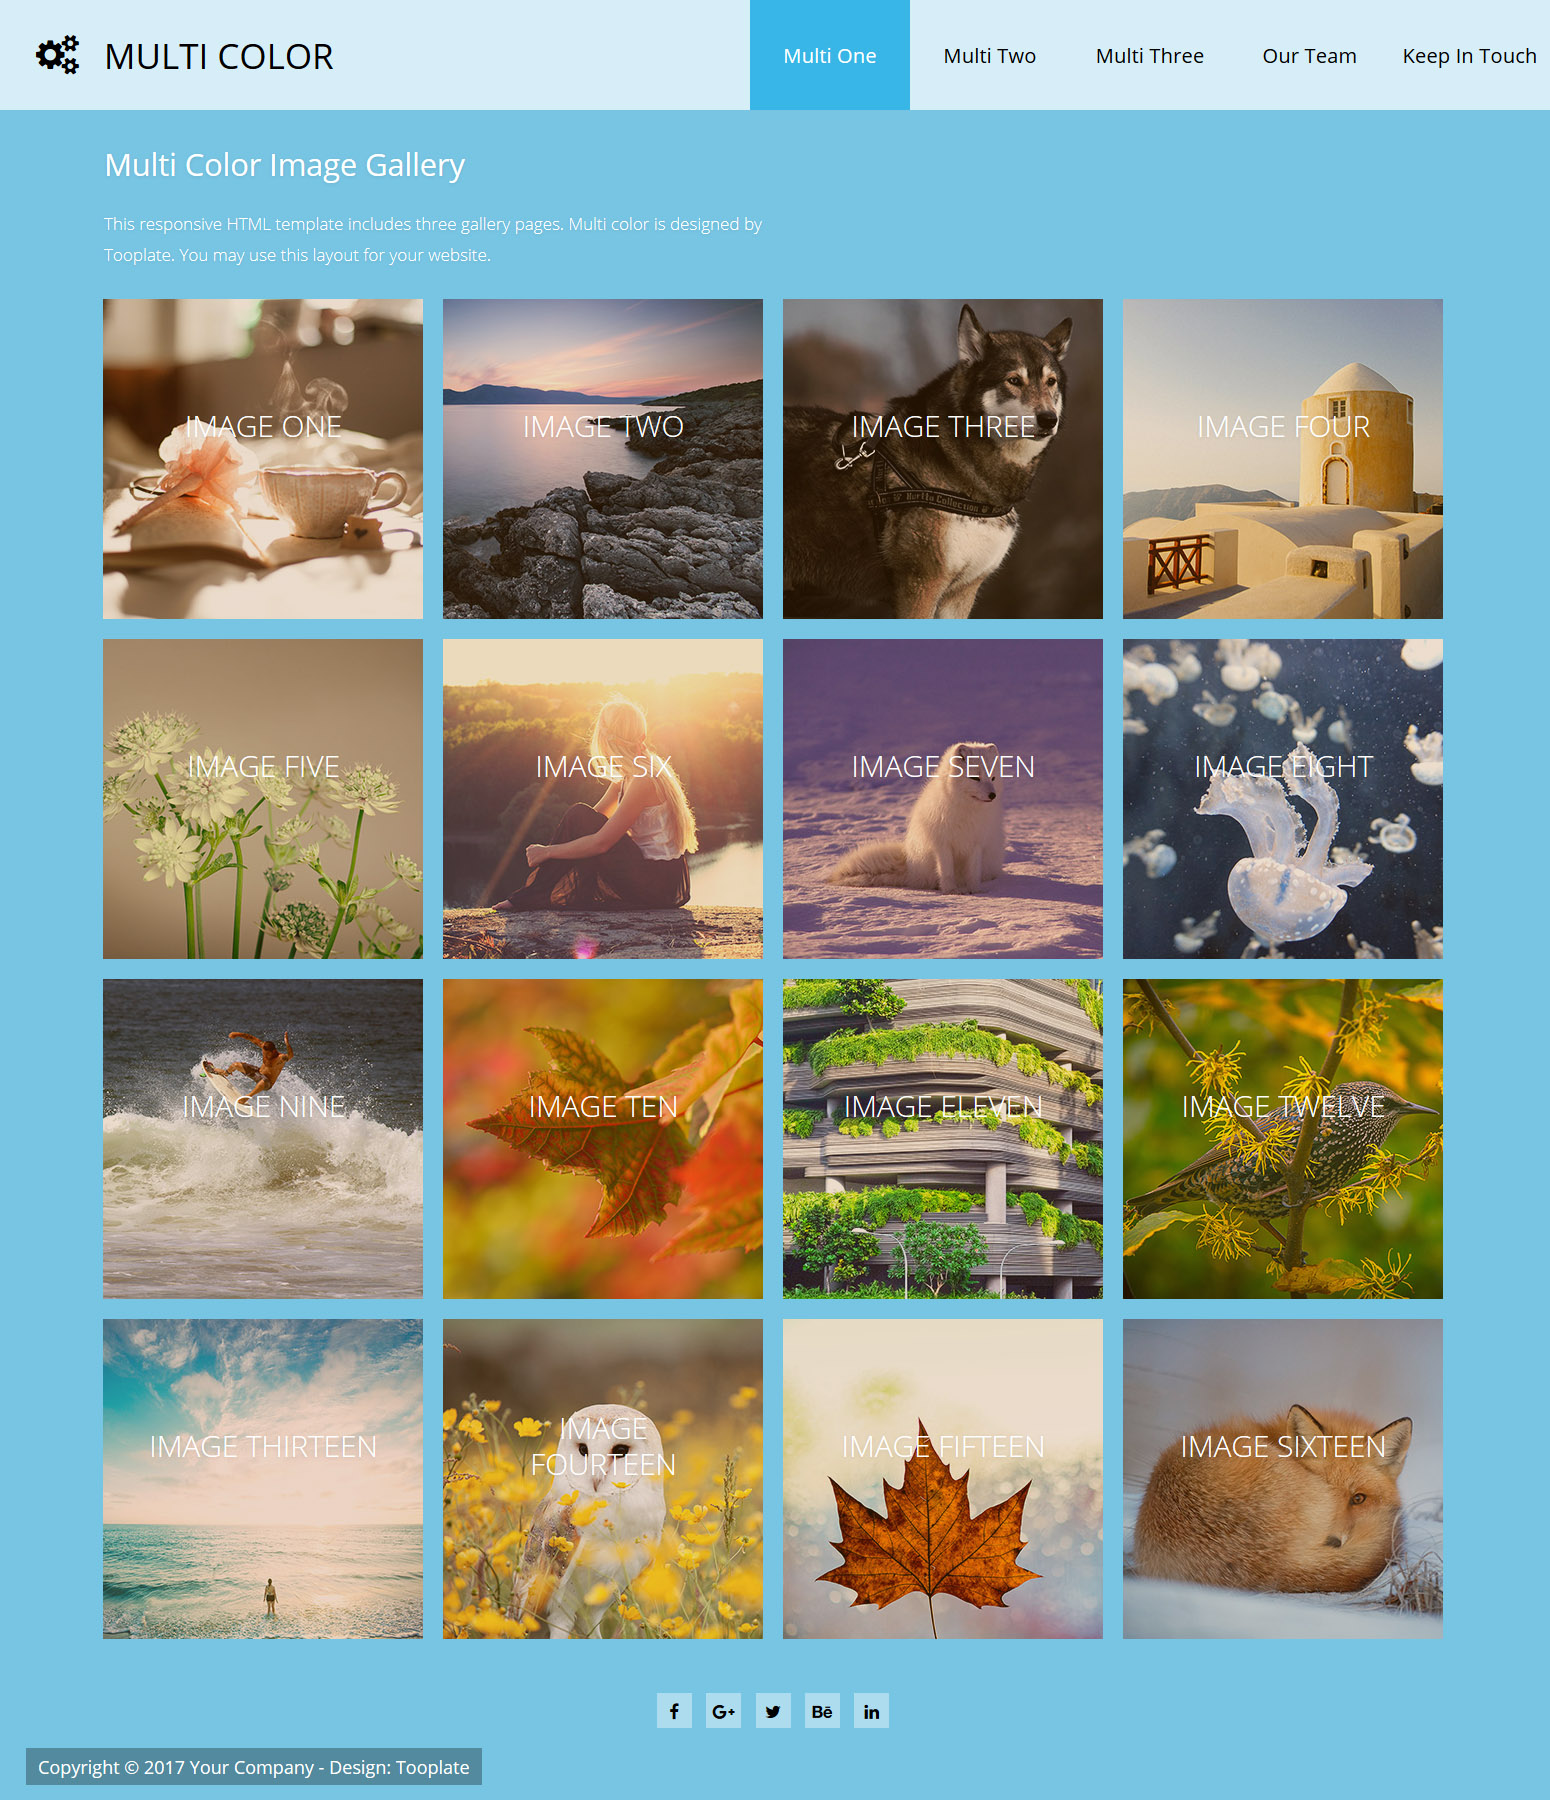 MULTI COLOR
Multi One
Multi Two
Multi Three
Our Team
Keep In Touch
Multi Color Image Gallery
This responsive HTML template includes three gallery pages. Multi color is designed by
Tooplate. You may use this layout for your website.
IMAGE ONE
IMAGE TWO
IMAGE THREE
IMAGE FOUR
IMAGE FIVE
IMAGE SIX
IMAGE SEVEN
IMAGE EIGHT
IMAGE NINE
IMAGE TEN
IMAGE ELEVEN
IMAGE TWELVE
IMAGE THIRTEEN
IMAGE
FOURTEEN
IMAGE FIFTEEN
IMAGE SIXTEEN
f
G+
Bē
in
Copyright © 2017 Your Company - Design: Tooplate